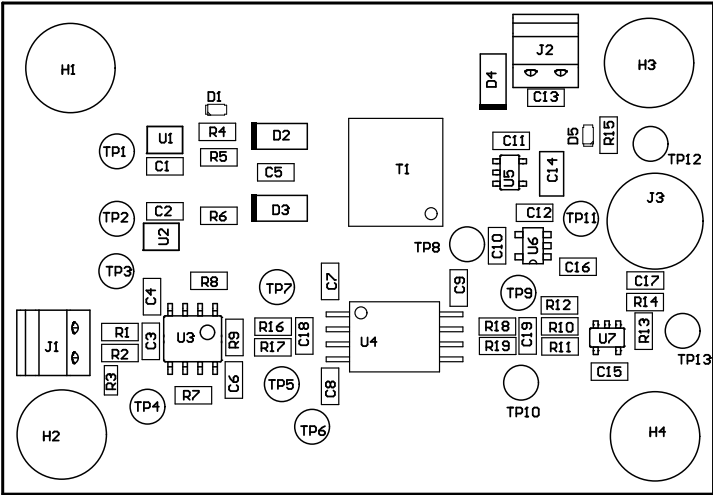 J2
H1
H3
D4
C13
D1
R4
D2
R15
U1
C11
D5
TP1
R5
C1
C5
T1
U5
C14
TP12
C2
R6
D3
C12
TP11
J3
TP2
U2
TP8
C10
U6
TP3
C16
R8
C7
C9
C17
C4
TP7
TP9
R14
R12
R1
C3
U3
R9
R16
C18
U4
R18
C19
R10
U7
R13
J1
R2
R17
R19
R11
TP13
R3
C6
TP5
C8
C15
R7
TP10
TP4
H2
TP6
H4